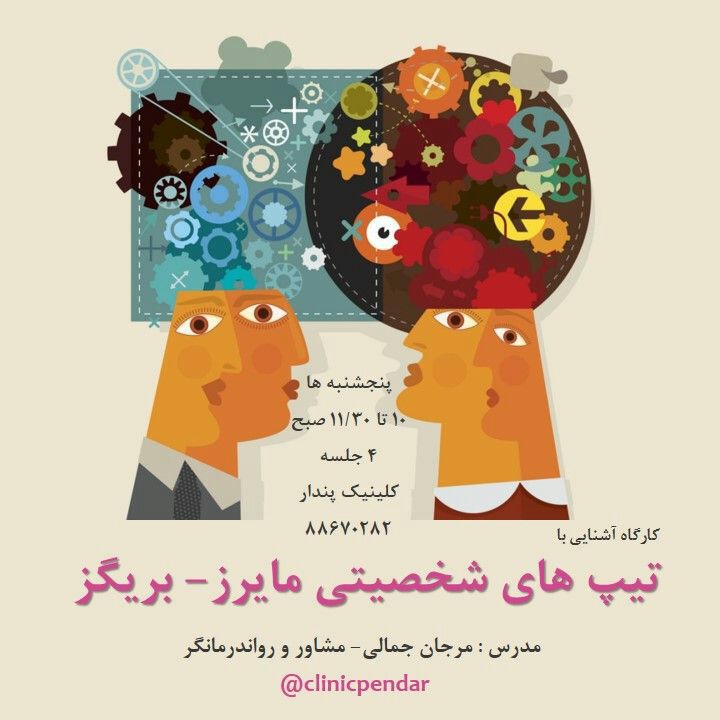 پنجشنبه ها
۱۰ تا ۱۱/۳۰ صبح
۴ جلسه
کلینیک پندار
۸۸۶۷۰۲۸۲
کارگاه آشنایی با
تیپ های شخصیتی مایرز- بریگز
مدرس : مرجان جمالی- مشاور و رواندرمانگر
@clinicpendar